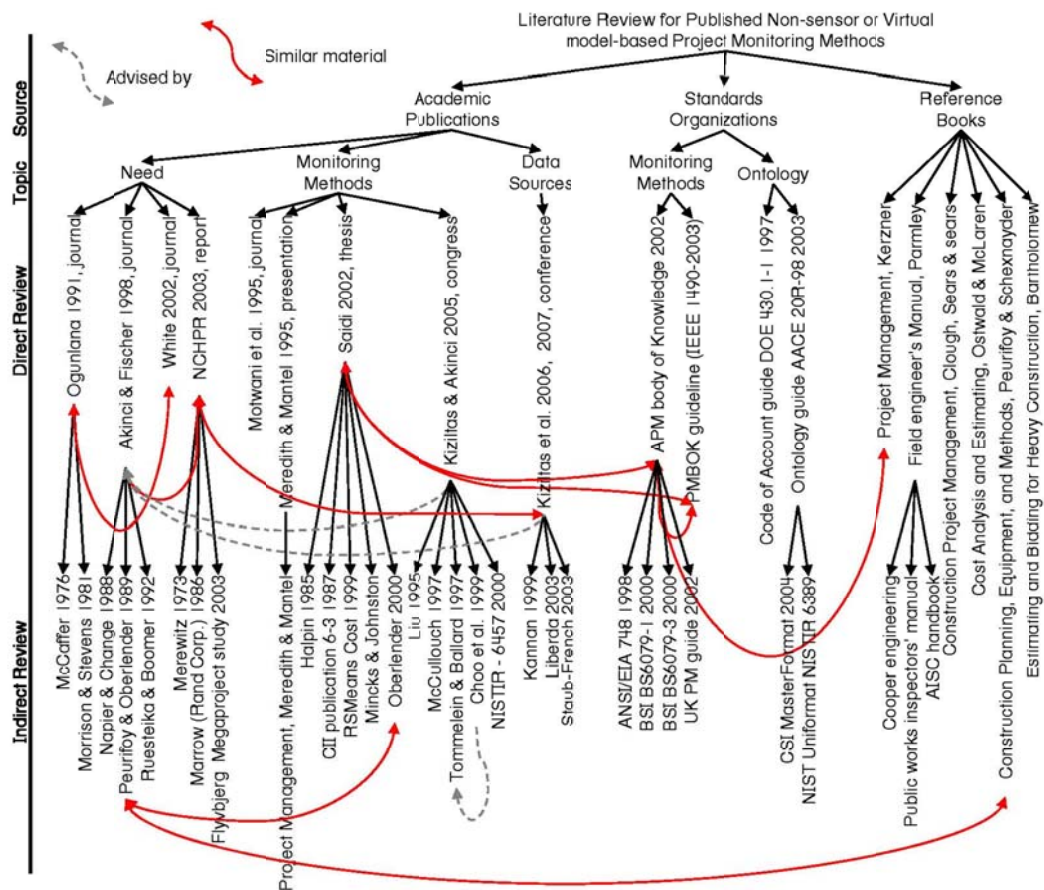 Literature Review for Published Non-sensor or Virtual
model-based Project Monitoring Methods
Similar material
Advised by
Source
Academic
Publications
Standards
Organizations
Reference
Books
Topic
Need
Monitoring
Methods
Data
Sources
Monitoring
Methods
Ontology
Direct Review
Ogunlana 1991, journal
Akinci & Fischer 1998, journal
White 2002, journal
NCHPR 2003, report
Motwani et al. 1995, journal
Meredith & Mantel 1995, presentation
Saidi 2002, thesis
Kiziltas & Akinci 2005, congress
Kiziltas et al. 2006, 2007, conference
APM body of Knowledge 2002
PMBOK guideline (IEEE 1490-2003)
Code of Account guide DOE 430.1-1 1997
Ontology guide AACE 20R-98 2003
Project Management, Kerzner
Field engineer's Manual, Parmley
Construction Project Management, Clough, Sears & sears
Cost Analysis and Estimating, Ostwald & McLaren
Construction Planning, Equipment, and Methods, Peurifoy & Schexnayder
Estimating and Bidding for Heavy Construction, Bartholomew
Indirect Review
McCaffer 1976
Morrison & Stevens 1981
Napier & Change 1988
Peurifoy & Oberlender 1989
Ruesteika & Boomer 1992
Merewitz 1973
Marrow (Rand Corp.) 1986
Flyvbjerg Megaproject study 2003
Project Management, Meredith & Mantel
Halpin 1985
CII publication 6-3 1987
RSMeans Cost 1999
Mincks & Johnston
Oberlender 2000
Liu 1995
McCullouch 1997
Tommelein & Ballard 1997
Choo et al. 1999
NISTIR - 6457 2000
Kannan 1999
Liberda 2003
Staub-French 2003
ANSI/EIA 748 1998
BSI BS6079-1 2000
BSI BS6079-3 2000
UK PM guide 2002
CSI MasterFormat 2004
NIST Uniformat NISTIR 6389
Cooper engineering
Public works inspectors' manual
AISC handbook